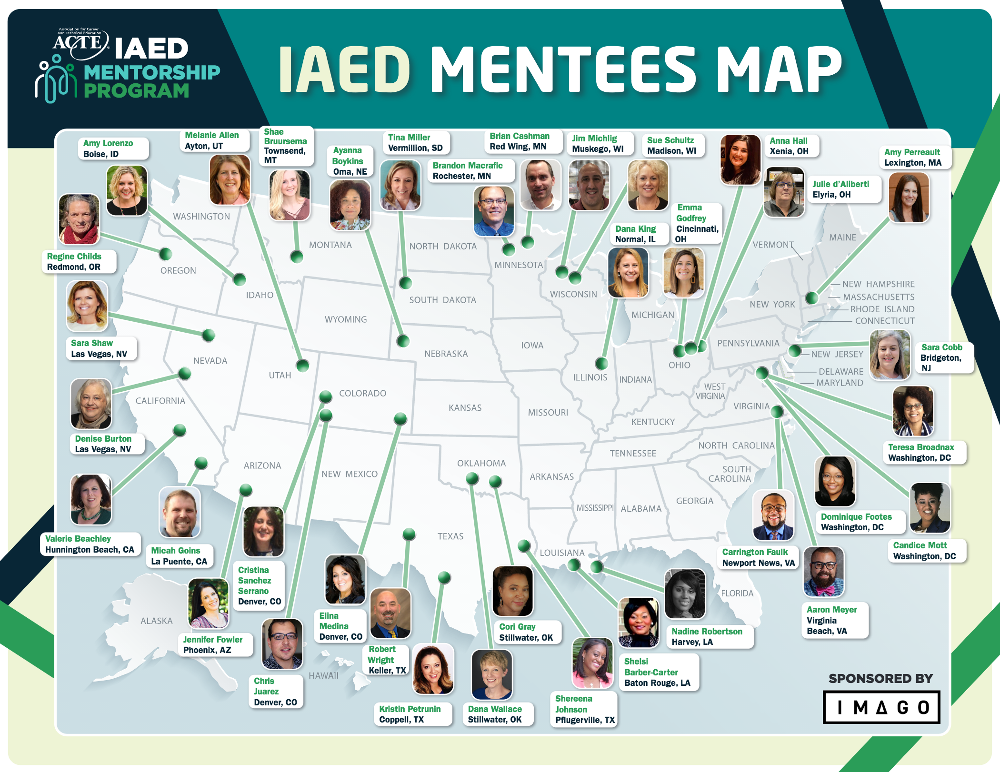 Association for Career
and Technical Education
ACTE
IAED
MENTORSHIP
PROGRAM
IAED MENTEES MAP
Amy Lorenzo
Boise, ID
Melanie Allen
Ayton, UT
Shae
Bruursema
Townsend,
MT
Ayanna
Boykins
Oma, NE
Tina Miller
Vermillion, SD
Brandon Macrafic
Rochester, MN
Brian Cashman
Red Wing, MN
Jim Michlig
Muskego, WI
Sue Schultz
Madison, WI
Anna Hall
Xenia, OH
Julie d'Aliberti
Elyria, OH
Amy Perreault
Lexington, MA
Emma
Godfrey
Cincinnati,
OH
Dana King
Normal, IL
Regine Childs
Redmond, OR
Sara Shaw
Las Vegas, NV
Denise Burton
Las Vegas, NV
Valerie Beachley
Hunnington Beach, CA
Micah Goins
La Puente, CA
Jennifer Fowler
Phoenix, AZ
Cristina
Sanchez
Serrano
Denver, CO
Chris
Juarez
Denver, CO
Elina
Medina
Denver, CO
Robert
Wright
Keller, TX
Kristin Petrunin
Coppell, TX
Dana Wallace
Stillwater, OK
Cori Gray
Stillwater, OK
Shereena
Johnson
Pflugerville, TX
Shelsi
Barber-Carter
Baton Rouge, LA
Nadine Robertson
Harvey, LA
Carrington Faulk
Newport News, VA
Aaron Meyer
Virginia
Beach, VA
Dominique Footes
Washington, DC
Candice Mott
Washington, DC
Teresa Broadnax
Washington, DC
Sara Cobb
Bridgeton,
NJ
WASHINGTON
OREGON
IDAHO
MONTANA
NORTH DAKOTA
MINNESOTA
SOUTH DAKOTA
WISCONSIN
WYOMING
MICHIGAN
NEW YORK
VERMONT
MAINE
NEW HAMPSHIRE
MASSACHUSETTS
RHODE ISLAND
CONNECTICUT
PENNSYLVANIA
NEW JERSEY
DELAWARE
MARYLAND
NEVADA
UTAH
COLORADO
NEBRASKA
IOWA
ILLINOIS
INDIANA
OHIO
WEST
VIRGINIA
VIRGINIA
CALIFORNIA
KANSAS
MISSOURI
KENTUCKY
NORTH CAROLINA
TENNESSEE
SOUTH
CAROLINA
ARIZONA
NEW MEXICO
OKLAHOMA
ARKANSAS
MISSISSIPPI
ALABAMA
GEORGIA
TEXAS
LOUISIANA
FLORIDA
ALASKA
HAWAII
SPONSORED BY
IMAGO